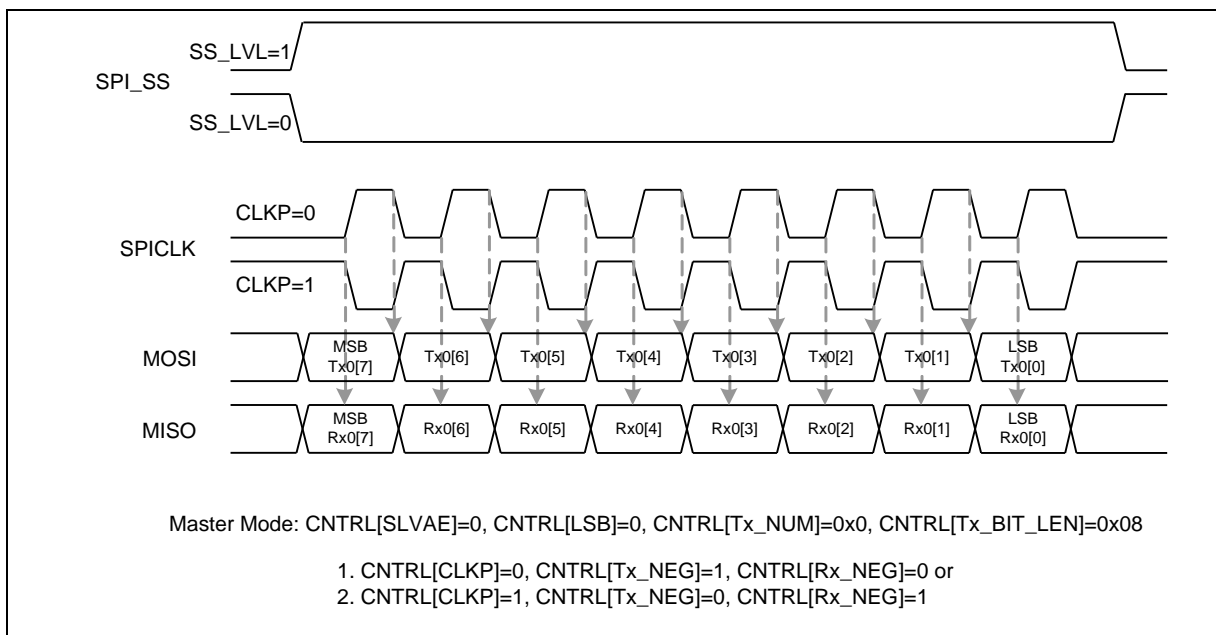 SS_LVL=1
SPI_SS
SS_LVL=0
CLKP=0
SPICLK
CLKP=1
MOSI
MSB
Tx0[7]
Tx0[6]
Tx0[5]
Tx0[4]
Tx0[3]
Tx0[2]
Tx0[1]
LSB
Tx0[0]
MISO
MSB
Rx0[7]
Rx0[6]
Rx0[5]
Rx0[4]
Rx0[3]
Rx0[2]
Rx0[1]
LSB
Rx0[0]
Master Mode: CNTRL[SLVAE]=0, CNTRL[LSB]=0, CNTRL[Tx_NUM]=0x0, CNTRL[Tx_BIT_LEN]=0x08
1. CNTRL[CLKP]=0, CNTRL[Tx_NEG]=1, CNTRL[Rx_NEG]=0 or
2. CNTRL[CLKP]=1, CNTRL[Tx_NEG]=0, CNTRL[Rx_NEG]=1